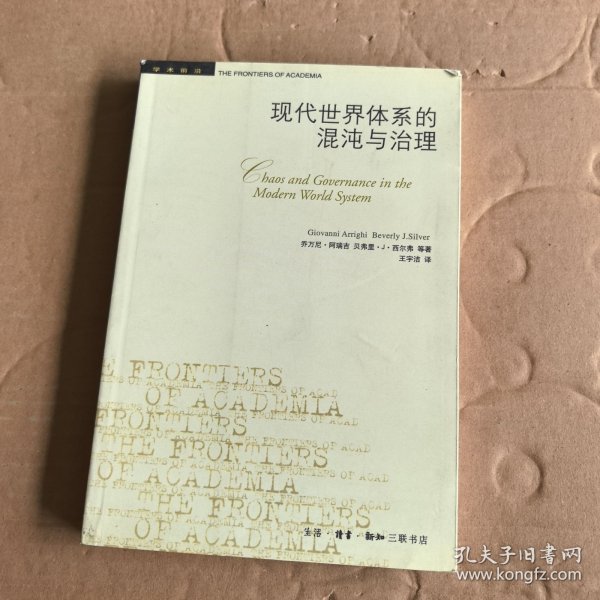 学术前沿 THE FRONTIERS OF ACADEMIA
现代世界体系的
混沌与治理
Chaos and Governance in the
Modern World System
Giovanni Arrighi Beverly J.Silver
乔万尼·阿瑞吉 贝弗里·J·西尔弗 等著
王宇洁 译
E FRONTIERS
OF ACADEMIA
FRONTIERS
THE FRONTIERS
OF ACADEMIA
THE FRONTIERS
OF ACADEMIA
生活·读书·新知三联书店
孔夫子旧书网
www.kongfz.com